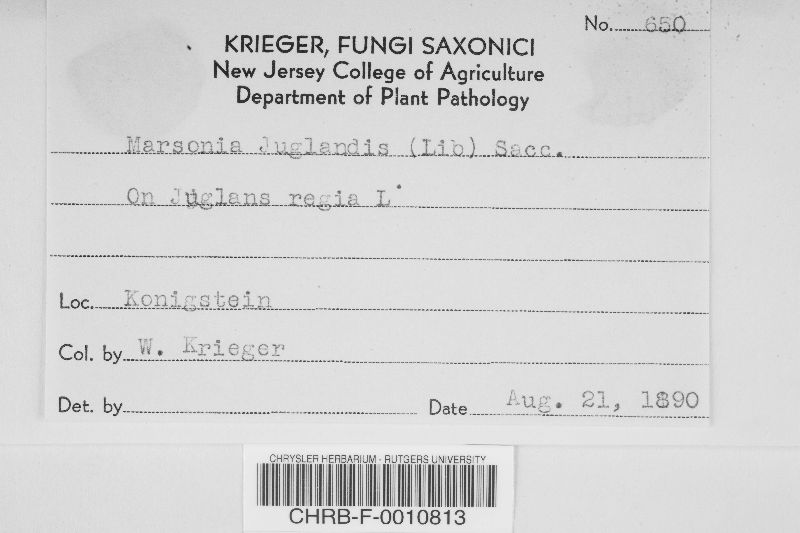 No. 650
KRIEGER, FUNGI SAXONICI
New Jersey College of Agriculture
Department of Plant Pathology
Marsonia Juglandis (Lib) Sacc.
On Juglans regia L.
Loc. Konigstein
Col. by W. Krieger
Det. by Date Aug. 21, 1890
CHRYSLER HERBARIUM - RUTGERS UNIVERSITY
CHRB-F-0010813